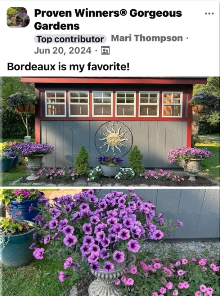 Proven Winners® Gorgeous
Gardens
Top contributor Mari Thompson ·
Jun 20, 2024 ·
Bordeaux is my favorite!